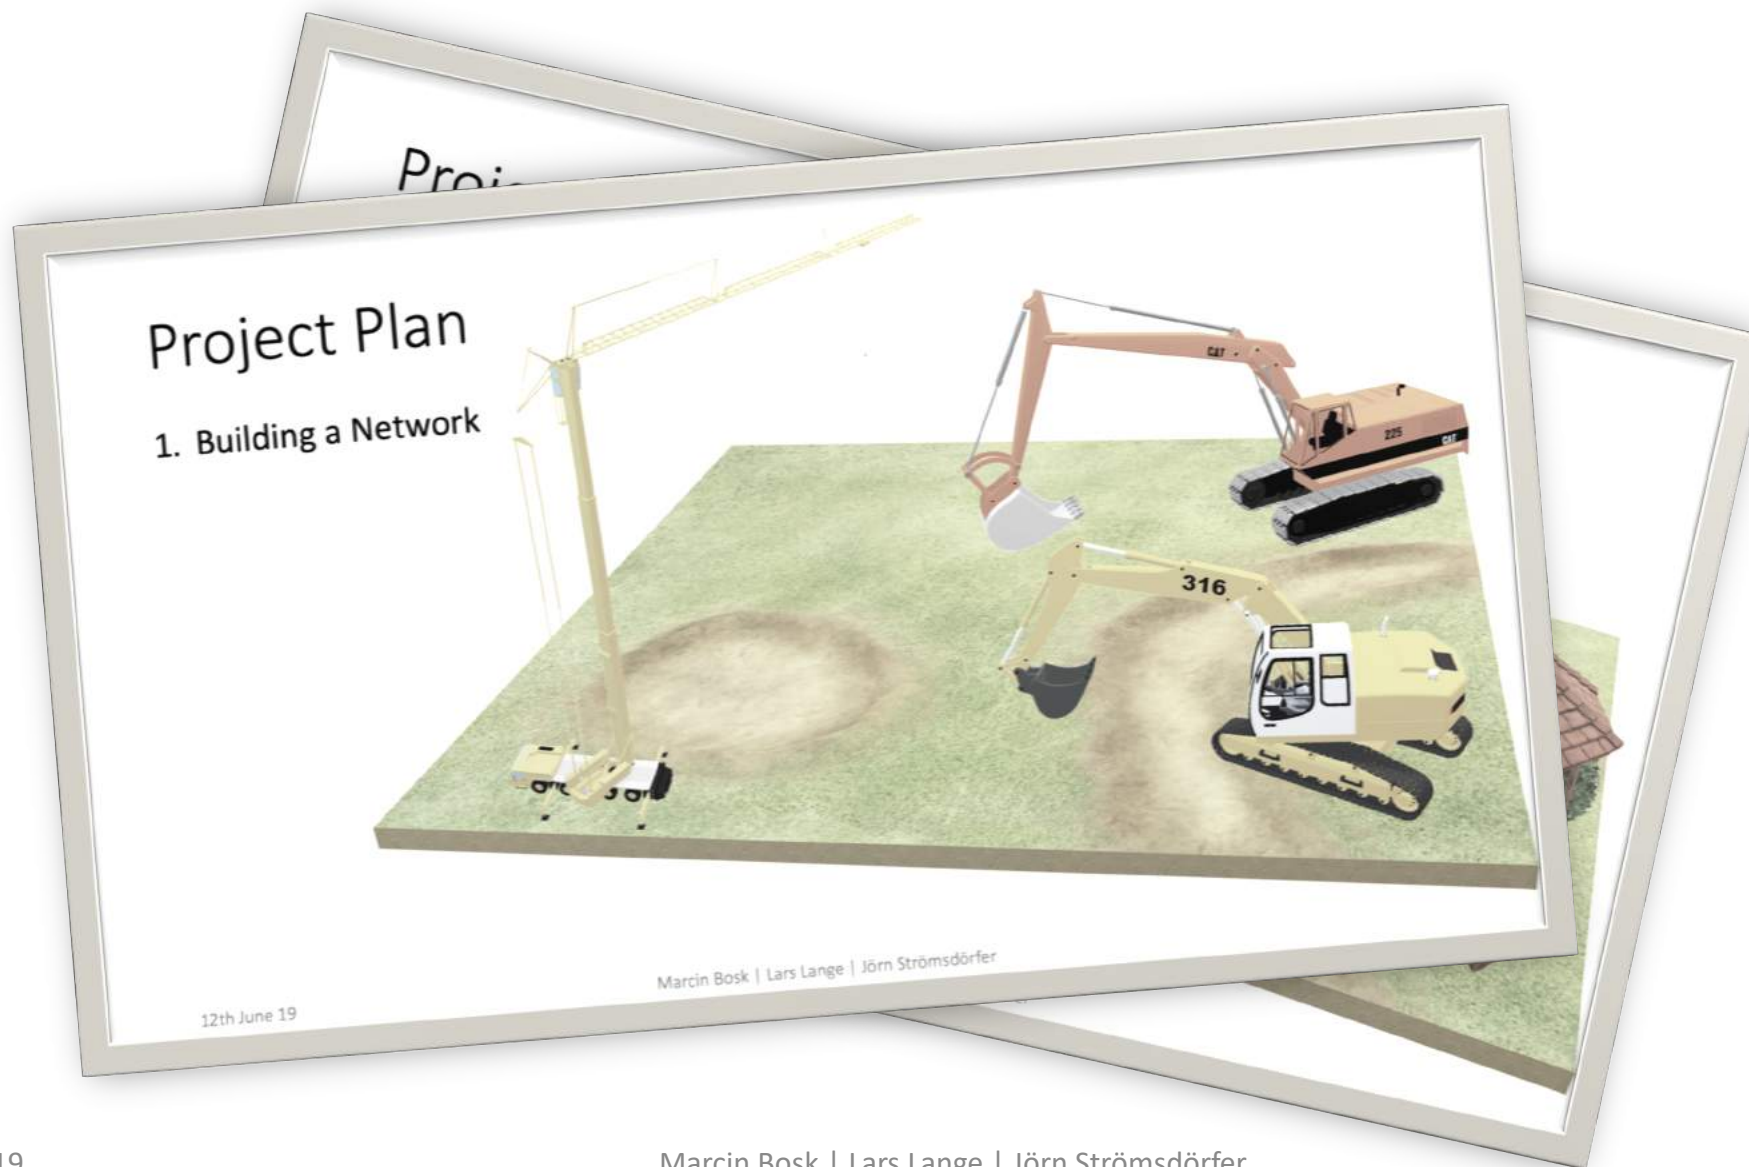 Project Plan
1. Building a Network
CAT
225
CAT
316
12th June 19
Marcin Bosk | Lars Lange | Jörn Strömsdörfer
19
Marcin Bosk | Lars Lange | Jörn Strömsdörfer